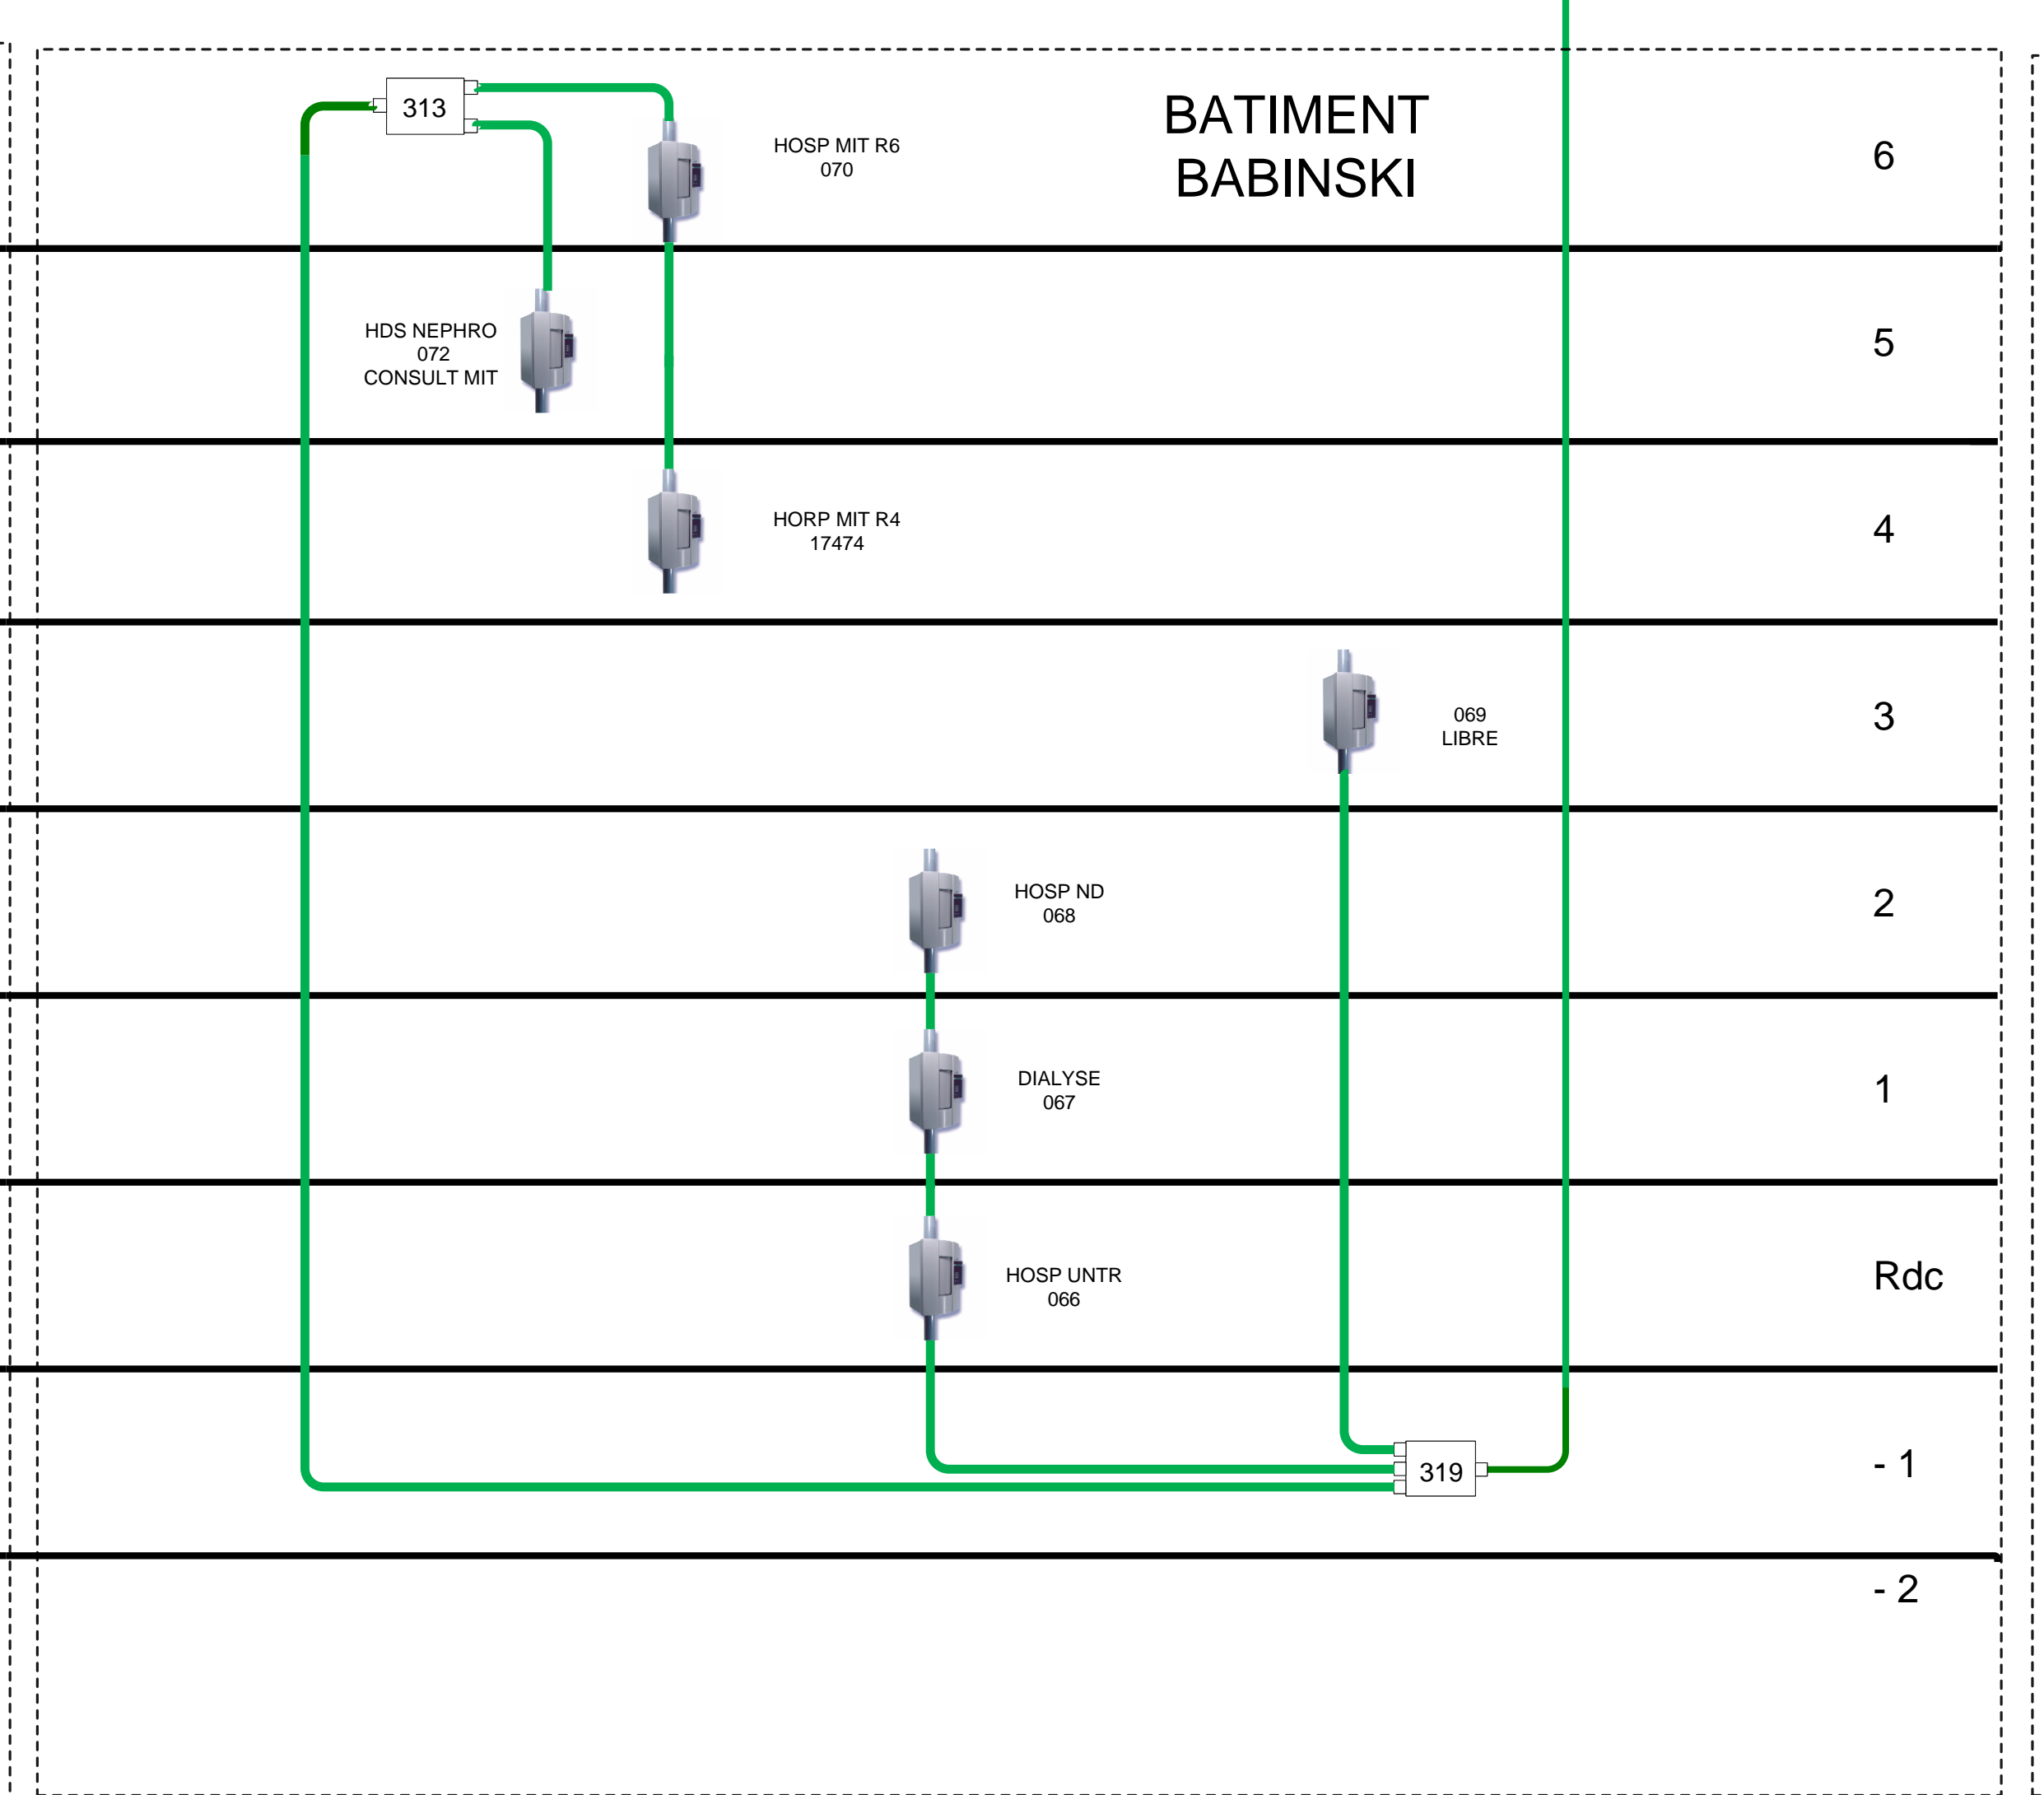 313
BATIMENT
BABINSKI
HOSP MIT R6
070
6
HDS NEPHRO
072
CONSULT MIT
5
HORP MIT R4
17474
4
069
LIBRE
3
HOSP ND
068
2
DIALYSE
067
1
HOSP UNTR
066
Rdc
319
- 1
- 2